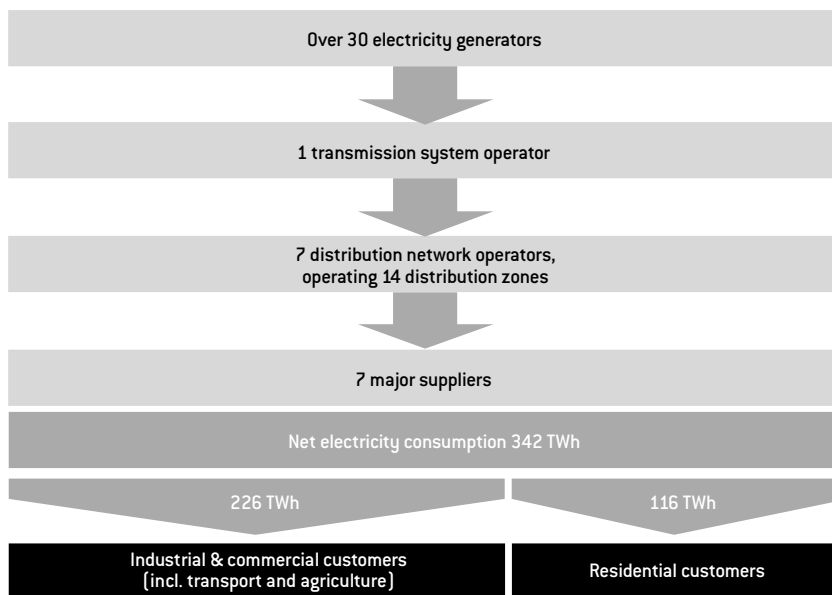 Over 30 electricity generators
1 transmission system operator
7 distribution network operators,
operating 14 distribution zones
7 major suppliers
Net electricity consumption 342 TWh
226 TWh
116 TWh
Industrial & commercial customers
(incl. transport and agriculture)
Residential customers